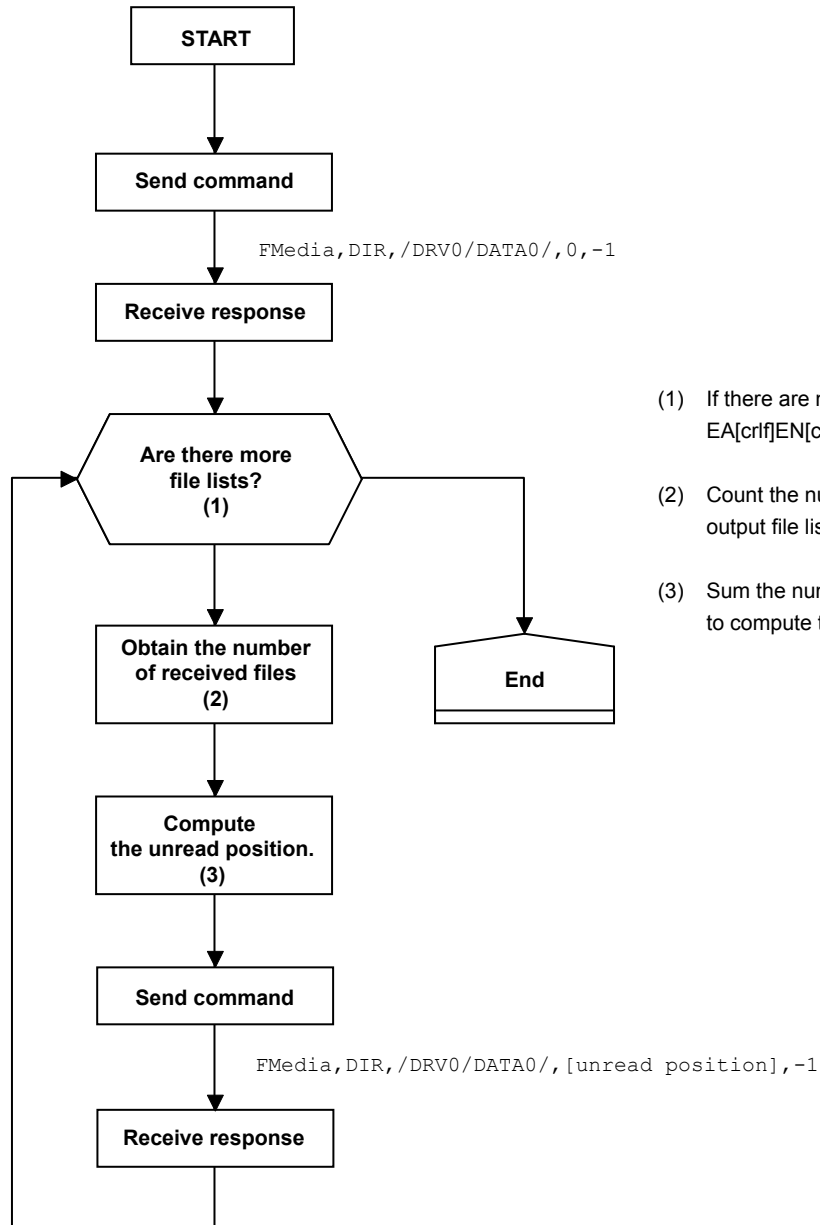 START
Send command
FMedia,DIR,/DRV0/DATA0/,0,-1
Receive response
Are there more
file lists?
(1)
Obtain the number
of received files
(2)
Compute
the unread position.
(3)
Send command
FMedia,DIR,/DRV0/DATA0/,[unread position],-1
Receive response
End
(1) If there are
EA[crlf]EN[
(2) Count the
output file
(3) Sum the
to compute